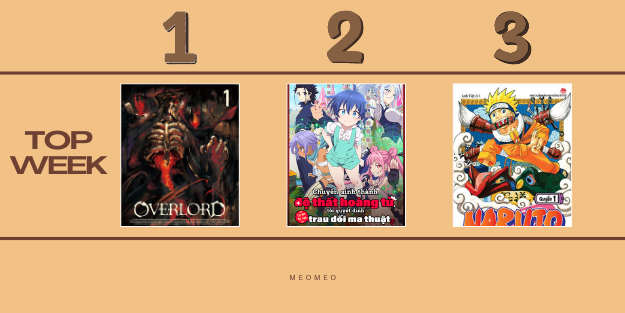 1 2 3
TOP
WEEK
1
OVERLORD
Chuyển sinh thành
đệ thất hoàng tử,
tôi quyết định
trau dồi ma thuật
Quyển 1
NARUTO
MEOMEO